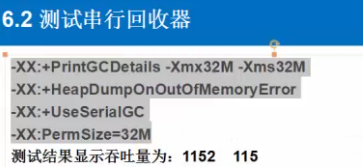 6.2 测试串行回收器
-XX:+PrintGCDetails -Xmx32M -Xms32M
-XX:+HeapDumpOnOutOfMemoryError
-XX:+UseSerialGC
-XX:PermSize=32M
测试结果显示吞吐量为：1152 115